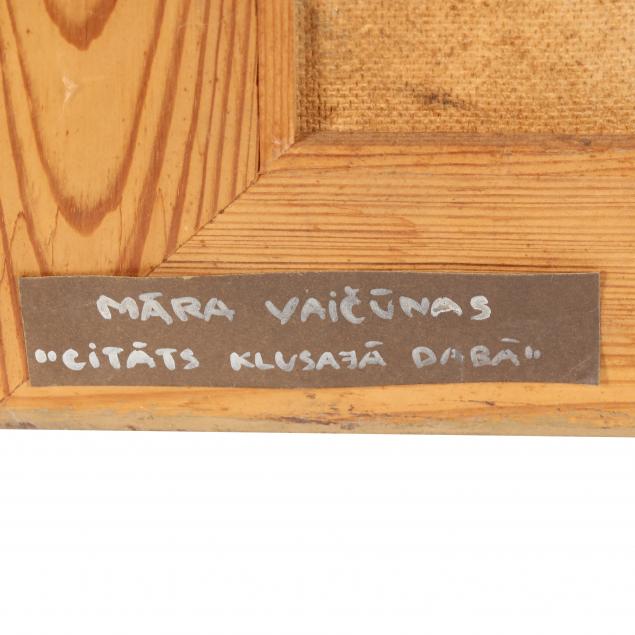 MĀRA VAIČŪNAS
"CITĀTS KLUSAJĀ DABĀ"